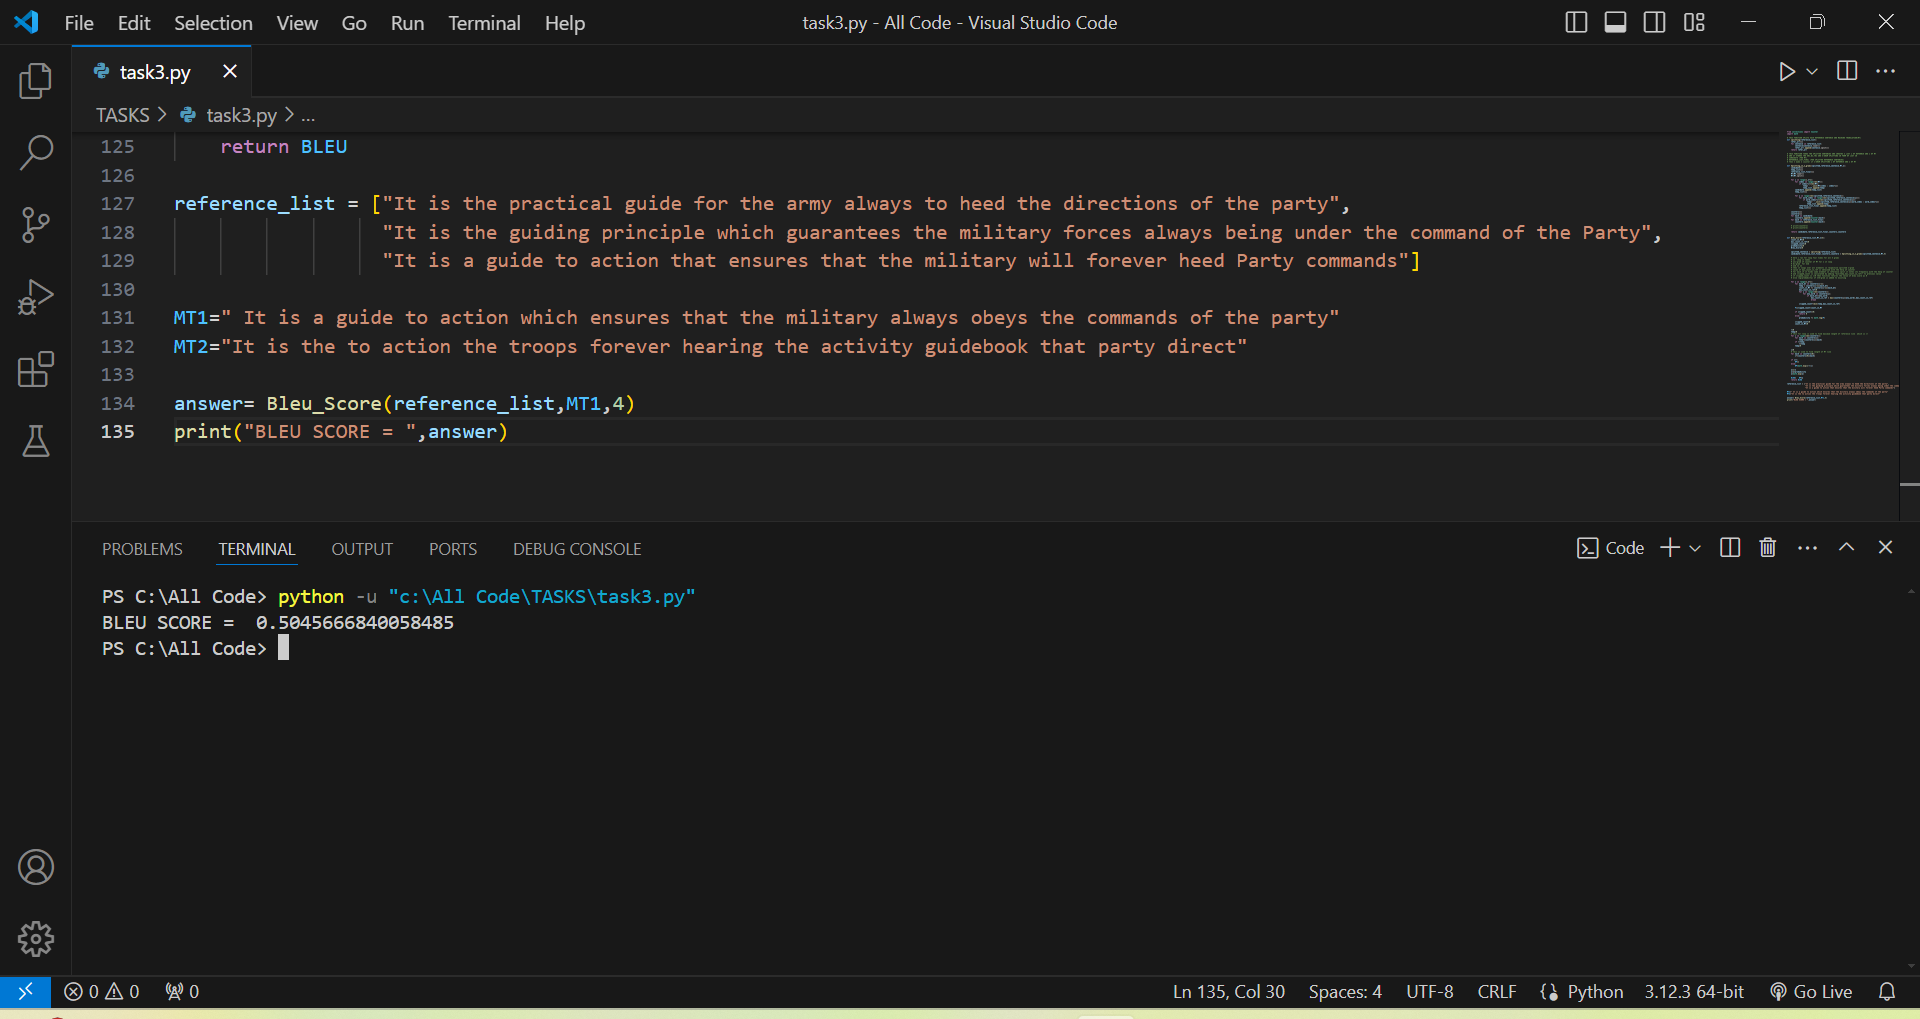 File Edit Selection View Go Run Terminal Help
task3.py - All Code - Visual Studio Code
task3.py
TASKS > task3.py > ...
125 return BLEU
126
127 reference_list = ["It is the practical guide for the army always to heed the directions of the party",
128 "It is the guiding principle which guarantees the military forces always being under the command of the Party",
129 "It is a guide to action that ensures that the military will forever heed Party commands"]
130
131 MT1=" It is a guide to action which ensures that the military always obeys the commands of the party"
132 MT2="It is the to action the troops forever hearing the activity guidebook that party direct"
133
134 answer= Bleu_Score(reference_list,MT1,4)
135 print("BLEU SCORE = ",answer)
PROBLEMS TERMINAL OUTPUT PORTS DEBUG CONSOLE
Code
PS C:\All Code> python -u "c:\All Code\TASKS\task3.py"
BLEU SCORE =  0.5045666840058485
PS C:\All Code>
0 0 0
Ln 135, Col 30 Spaces: 4 UTF-8 CRLF Python 3.12.3 64-bit Go Live